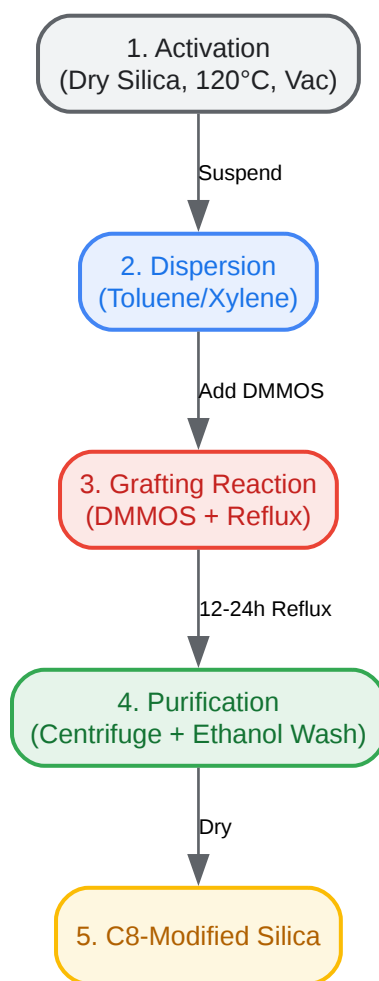 1. Activation
(Dry Silica, 120°C, Vac)
Suspend
2. Dispersion
(Toluene/Xylene)
Add DMMOS
3. Grafting Reaction
(DMMOS + Reflux)
12-24h Reflux
4. Purification
(Centrifuge + Ethanol Wash)
Dry
5. C8-Modified Silica